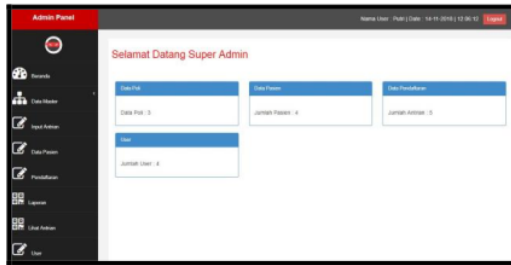 Admin Panel
Nama User : Putri | Date : 14-11-2018 | 12:06:12 Logout
Selamat Datang Super Admin
Beranda
Data Master
Input Antrian
Data Pasien
Pendaftaran
Laporan
Lihat Antrian
User
Data Poli
Data Poli : 5
Data Pasien
Jumlah Pasien : 4
Data Pendaftaran
Jumlah Antrian : 5
User
Jumlah User : 4